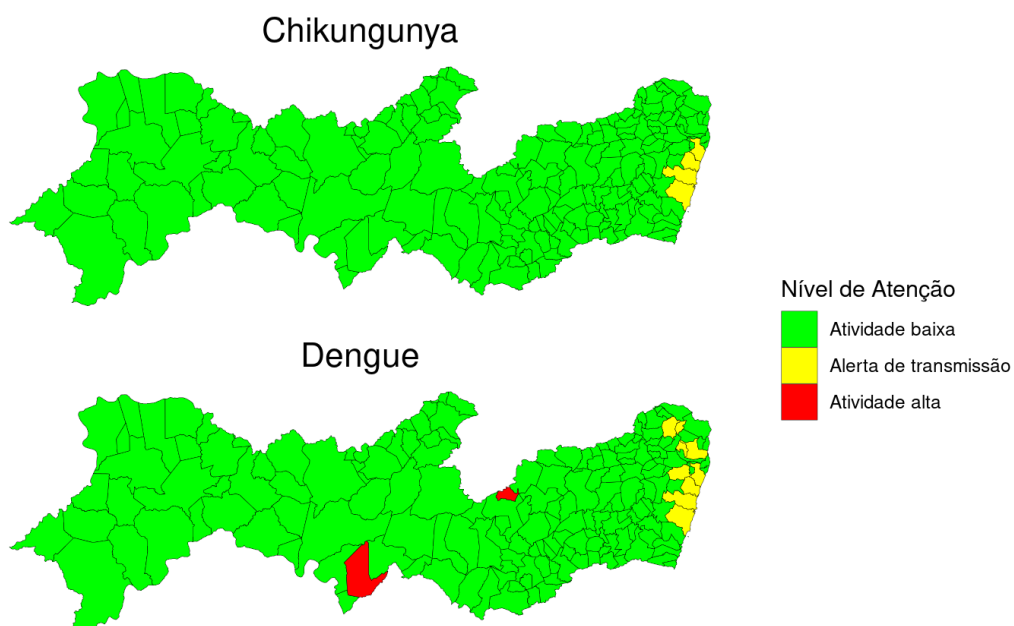 Chikungunya
Dengue
Nível de Atenção
Atividade baixa
Alerta de transmissão
Atividade alta